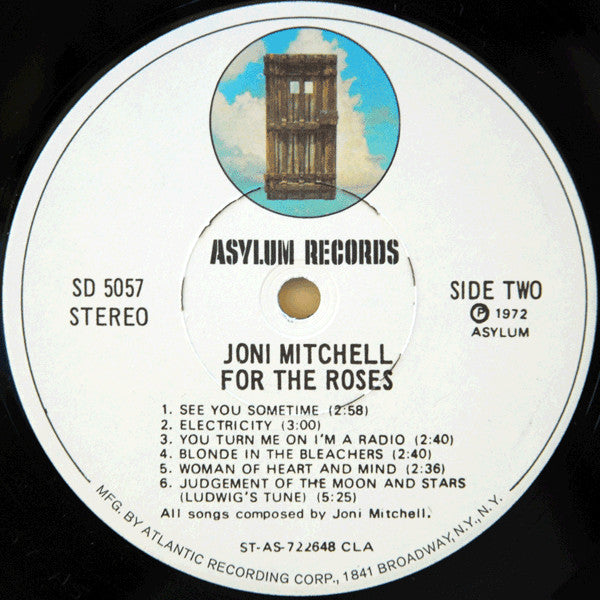 ASYLUM RECORDS
SD 5057
STEREO
SIDE TWO
℗ 1972
ASYLUM
JONI MITCHELL
FOR THE ROSES
1. SEE YOU SOMETIME (2:58)
2. ELECTRICITY (3:00)
3. YOU TURN ME ON I'M A RADIO (2:40)
4. BLONDE IN THE BLEACHERS (2:40)
5. WOMAN OF HEART AND MIND (2:36)
6. JUDGEMENT OF THE MOON AND STARS
(LUDWIG'S TUNE) (5:25)
All songs composed by Joni Mitchell.
ST-AS-722648 CLA
MFG. BY ATLANTIC RECORDING CORP., 1841 BROADWAY, N.Y., N.Y.